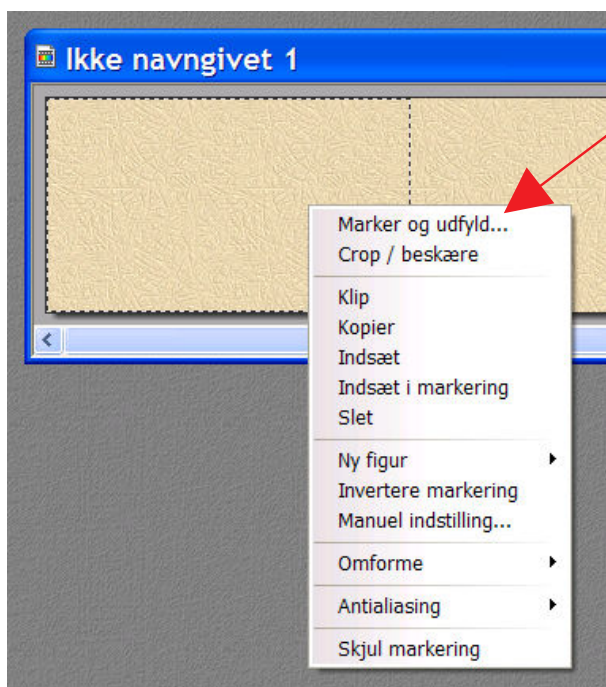 Ikke navngivet 1
Marker og udfyld...
Crop / beskære
Klip
Kopier
Indsæt
Indsæt i markering
Slet
Ny figur
Invertere markering
Manuel indstilling...
Omforme
Antialiasing
Skjul markering